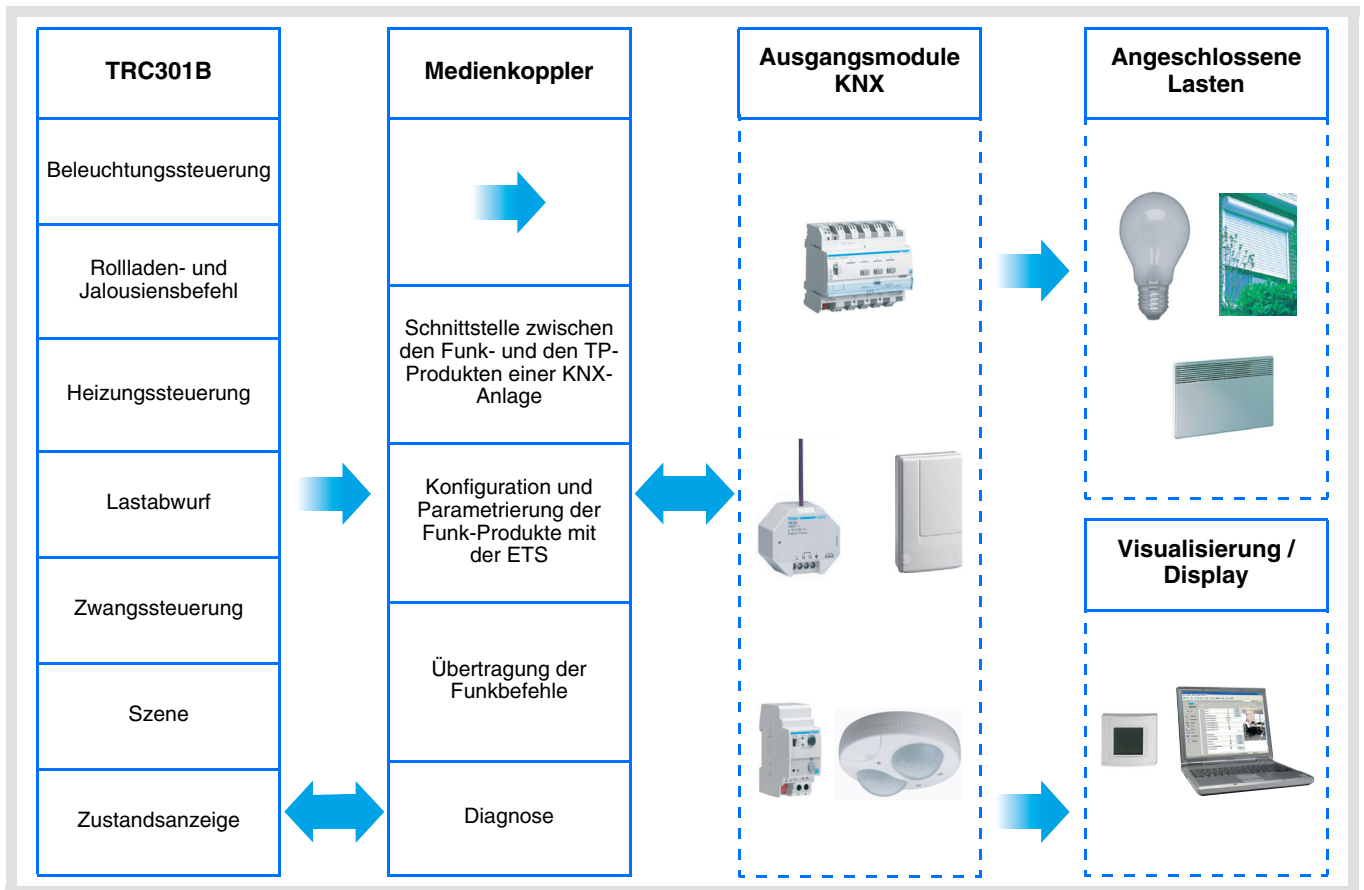 TRC301B
Beleuchtungssteuerung
Rollladen- und
Jalousiensbefehl
Heizungssteuerung
Lastabwurf
Zwangssteuerung
Szene
Zustandsanzeige
Medienkoppler
Schnittstelle zwischen
den Funk- und den TP-
Produkten einer KNX-
Anlage
Konfiguration und
Parametrierung der
Funk-Produkte mit
der ETS
Übertragung der
Funkbefehle
Diagnose
Ausgangsmodule
KNX
Angeschlossene
Lasten
Visualisierung /
Display